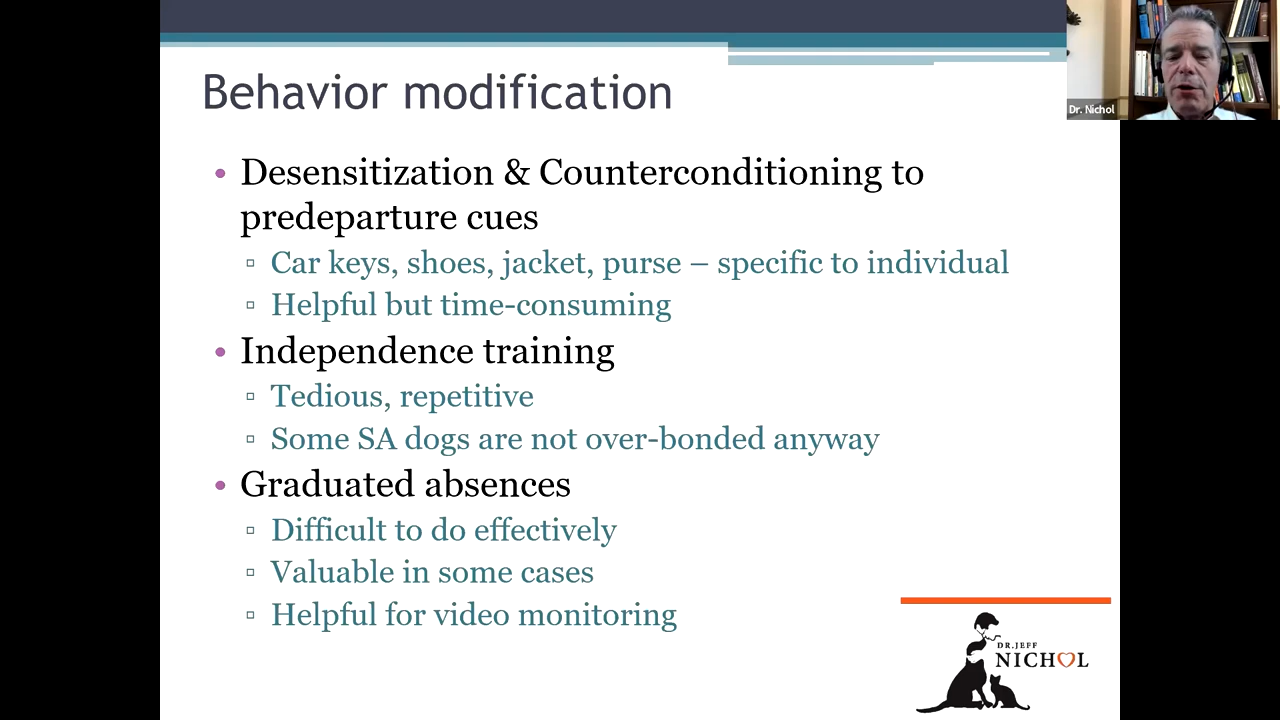 Behavior modification
Dr. Nichol
• Desensitization & Counterconditioning to
predeparture cues
▫ Car keys, shoes, jacket, purse – specific to individual
▫ Helpful but time-consuming
• Independence training
▫ Tedious, repetitive
▫ Some SA dogs are not over-bonded anyway
• Graduated absences
▫ Difficult to do effectively
▫ Valuable in some cases
▫ Helpful for video monitoring
DR. JEFF
NICHOL